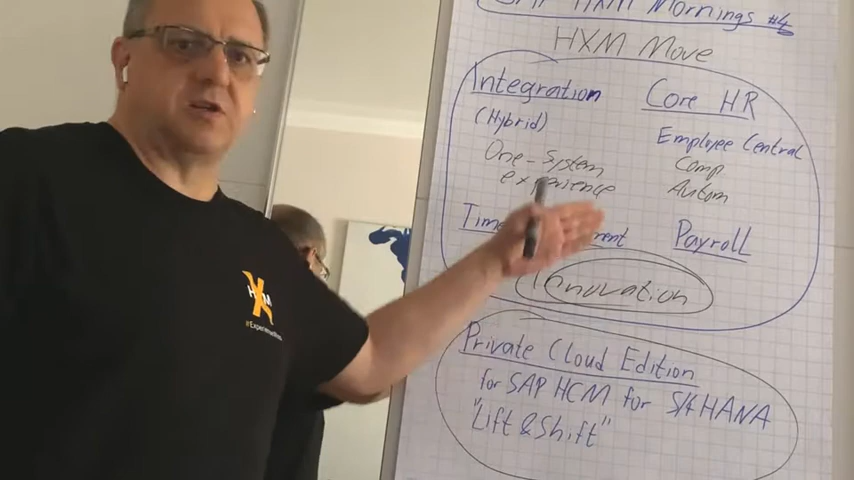 SAP HXM Mornings #4
HXM Move
Integration
(Hybrid)
One-System
experience
Core HR
Employee Central
Comp
Autom
Time
Payroll
Innovation
Private Cloud Edition
for SAP HCM for S/4HANA
"Lift & Shift"
HXM